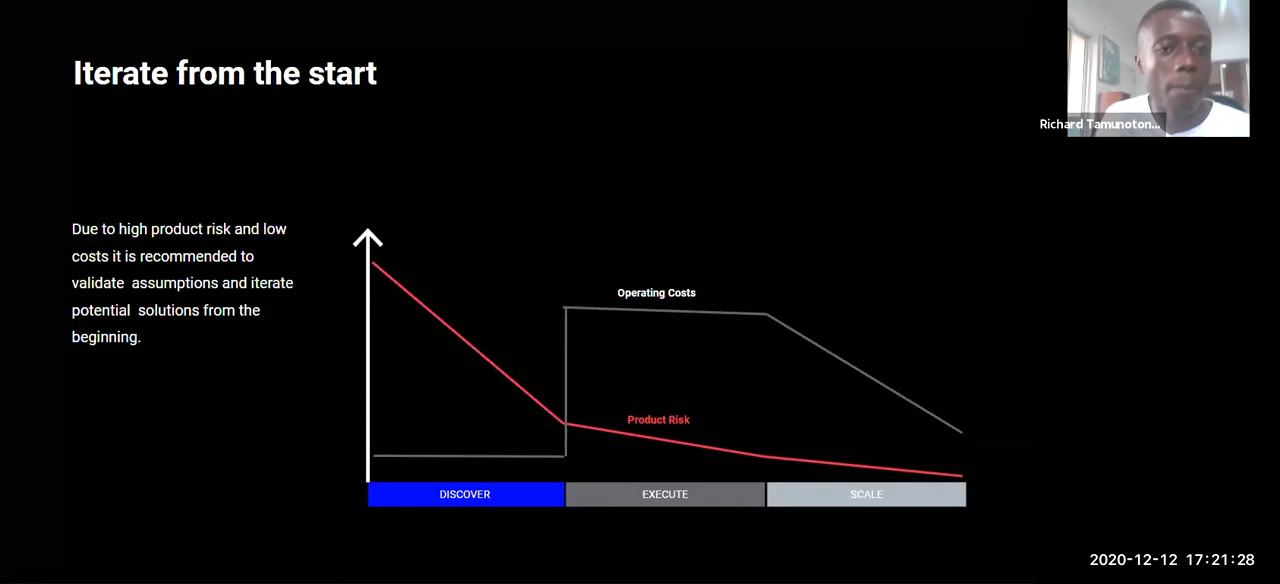 Iterate from the start
Richard Tamunoton...
Due to high product risk and low
costs it is recommended to
validate assumptions and iterate
potential solutions from the
beginning.
Operating Costs
Product Risk
DISCOVER
EXECUTE
SCALE
2020-12-12 17:21:28